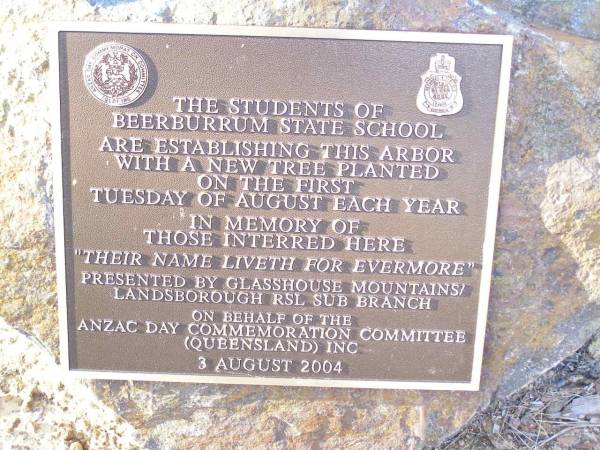 THE STUDENTS OF
BEERBURRUM STATE SCHOOL
ARE ESTABLISHING THIS ARBOR
WITH A NEW TREE PLANTED
ON THE FIRST
TUESDAY OF AUGUST EACH YEAR
IN MEMORY OF
THOSE INTERRED HERE
"THEIR NAME LIVETH FOR EVERMORE"
PRESENTED BY GLASSHOUSE MOUNTAINS/
LANDSBOROUGH RSL SUB BRANCH
ON BEHALF OF THE
ANZAC DAY COMMEMORATION COMMITTEE
(QUEENSLAND) INC
3 AUGUST 2004